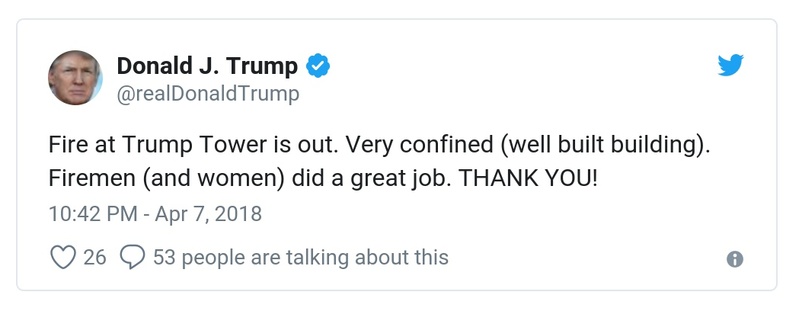 Donald J. Trump
@realDonaldTrump
Fire at Trump Tower is out. Very confined (well built building).
Firemen (and women) did a great job. THANK YOU!
10:42 PM - Apr 7, 2018
26 53 people are talking about this